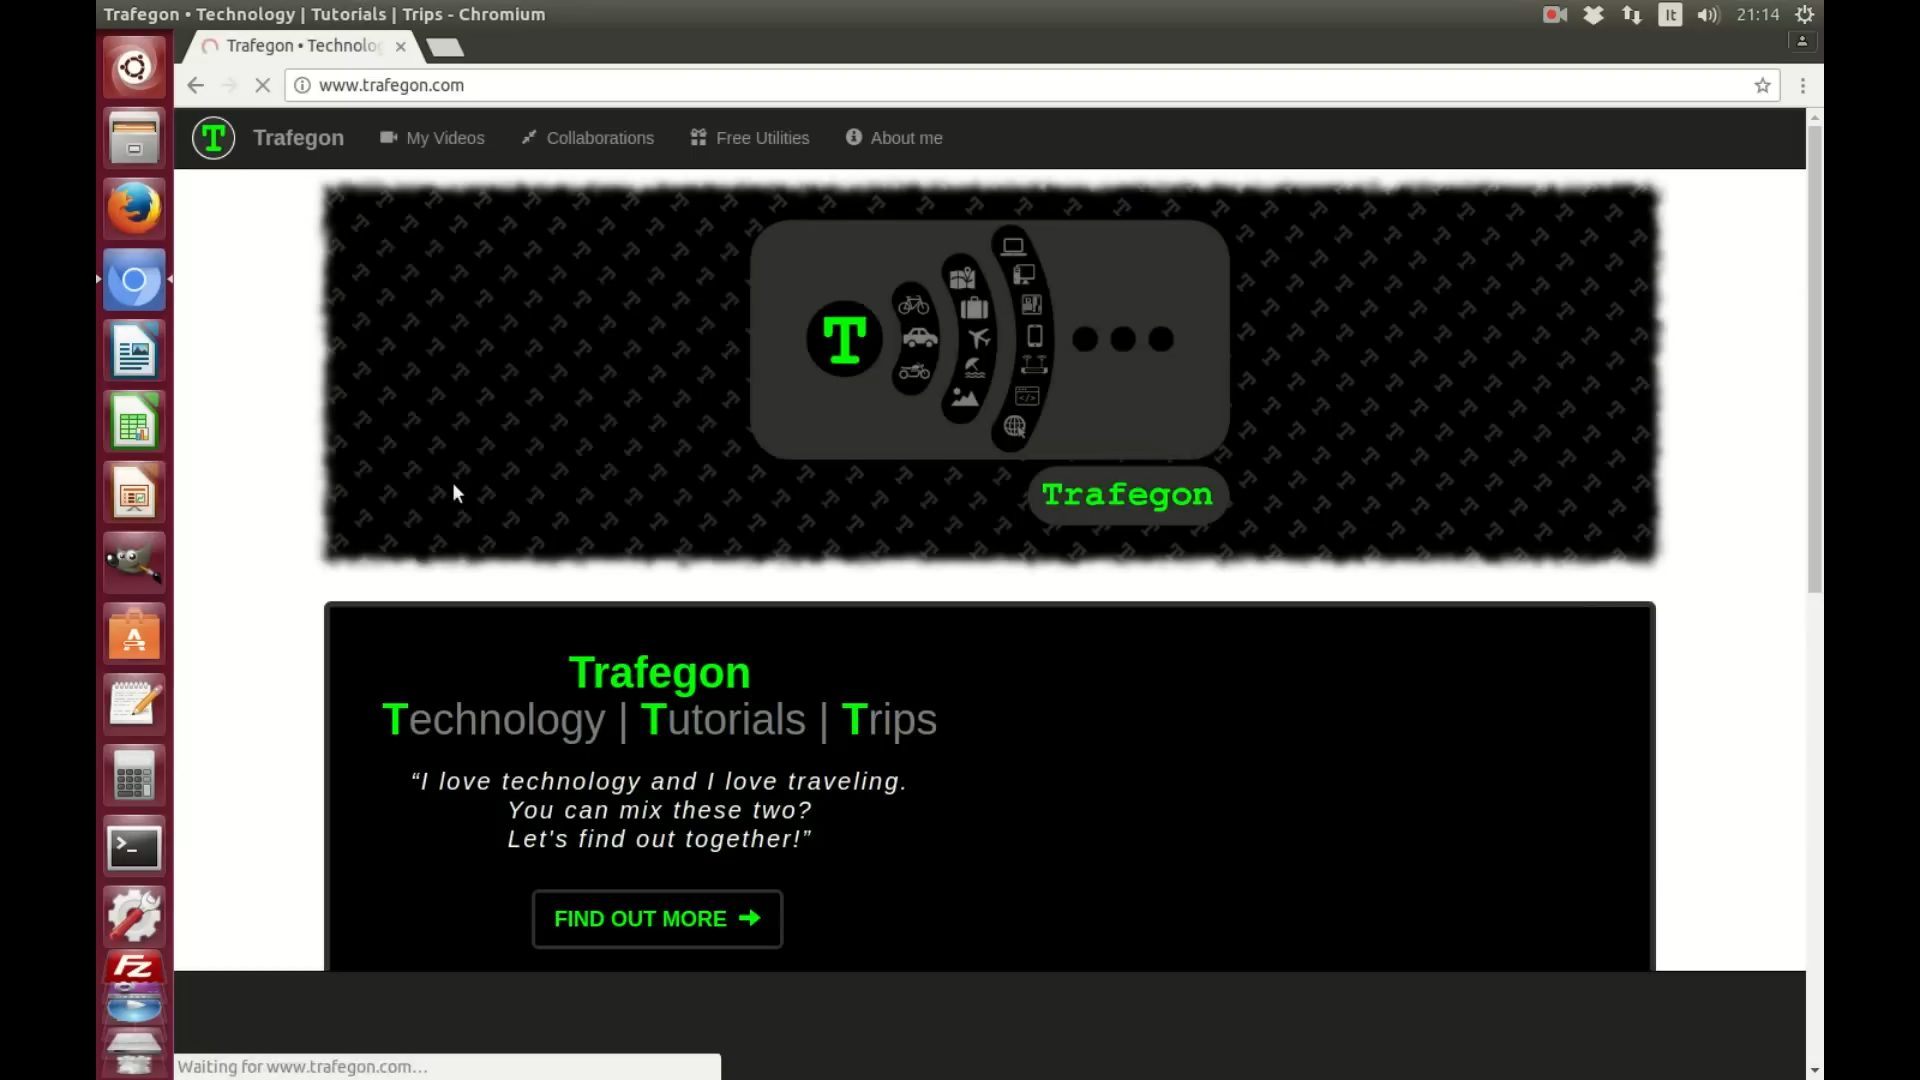 Trafegon • Technology | Tutorials | Trips - Chromium
It
21:14
Trafegon • Technolo
www.trafegon.com
T
Trafegon
My Videos
Collaborations
Free Utilities
About me
T
Trafegon
Trafegon
Technology | Tutorials | Trips
“I love technology and I love traveling.
You can mix these two?
Let's find out together!”
FIND OUT MORE
Fz
Waiting for www.trafegon.com...